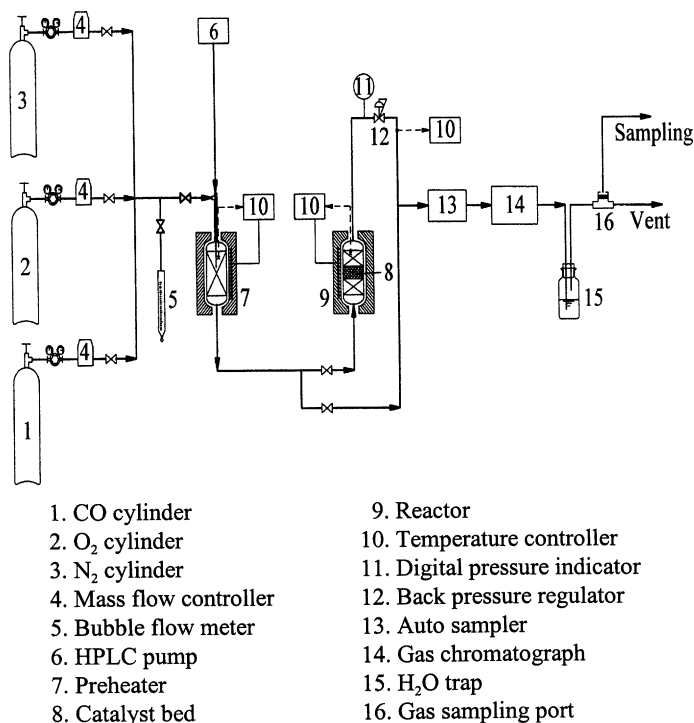 4
6
3
11
12
10
Sampling
4
10
10
13
14
16
Vent
2
5
7
9
8
15
4
1
1. CO cylinder
2. O₂ cylinder
3. N₂ cylinder
4. Mass flow controller
5. Bubble flow meter
6. HPLC pump
7. Preheater
8. Catalyst bed
9. Reactor
10. Temperature controller
11. Digital pressure indicator
12. Back pressure regulator
13. Auto sampler
14. Gas chromatograph
15. H₂O trap
16. Gas sampling port